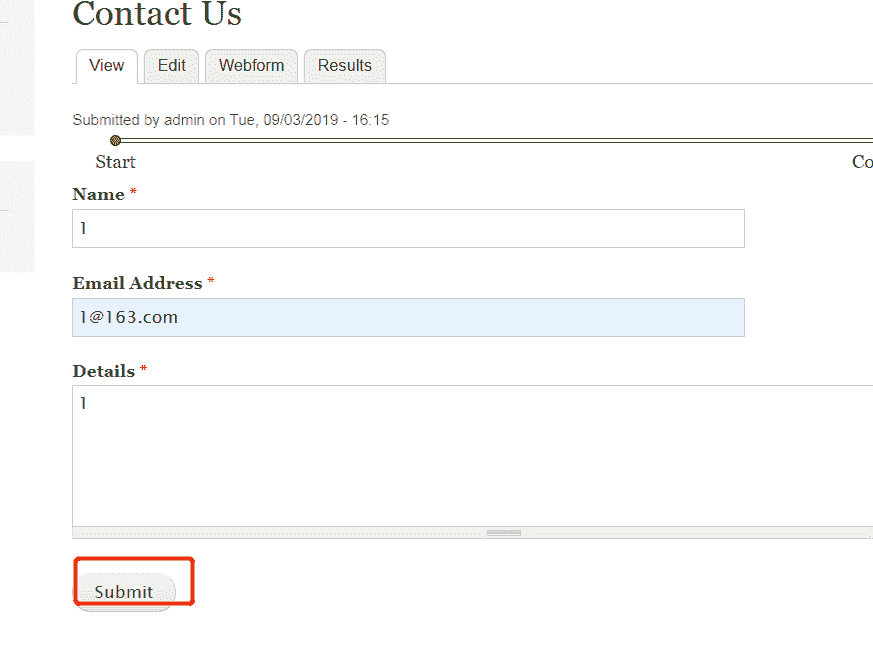 Contact Us
View Edit Webform Results
Submitted by admin on Tue, 09/03/2019 - 16:15
Start Co
Name *
1
Email Address *
1@163.com
Details *
1
Submit